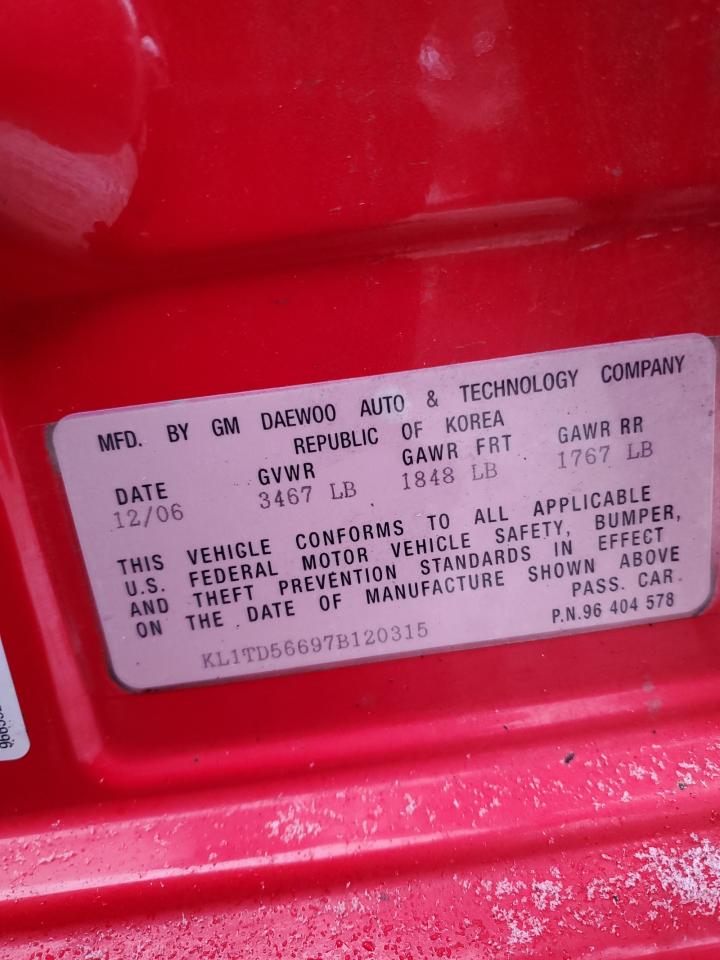 MFD. BY GM DAEWOO AUTO & TECHNOLOGY COMPANY
REPUBLIC OF KOREA
DATE GVWR GAWR FRT GAWR RR
12/06 3467 LB 1848 LB 1767 LB
THIS VEHICLE CONFORMS TO ALL APPLICABLE
U.S. FEDERAL MOTOR VEHICLE SAFETY, BUMPER,
AND THEFT PREVENTION STANDARDS IN EFFECT
ON THE DATE OF MANUFACTURE SHOWN ABOVE
PASS. CAR.
KL1TD56697B120315
P.N.96 404 578